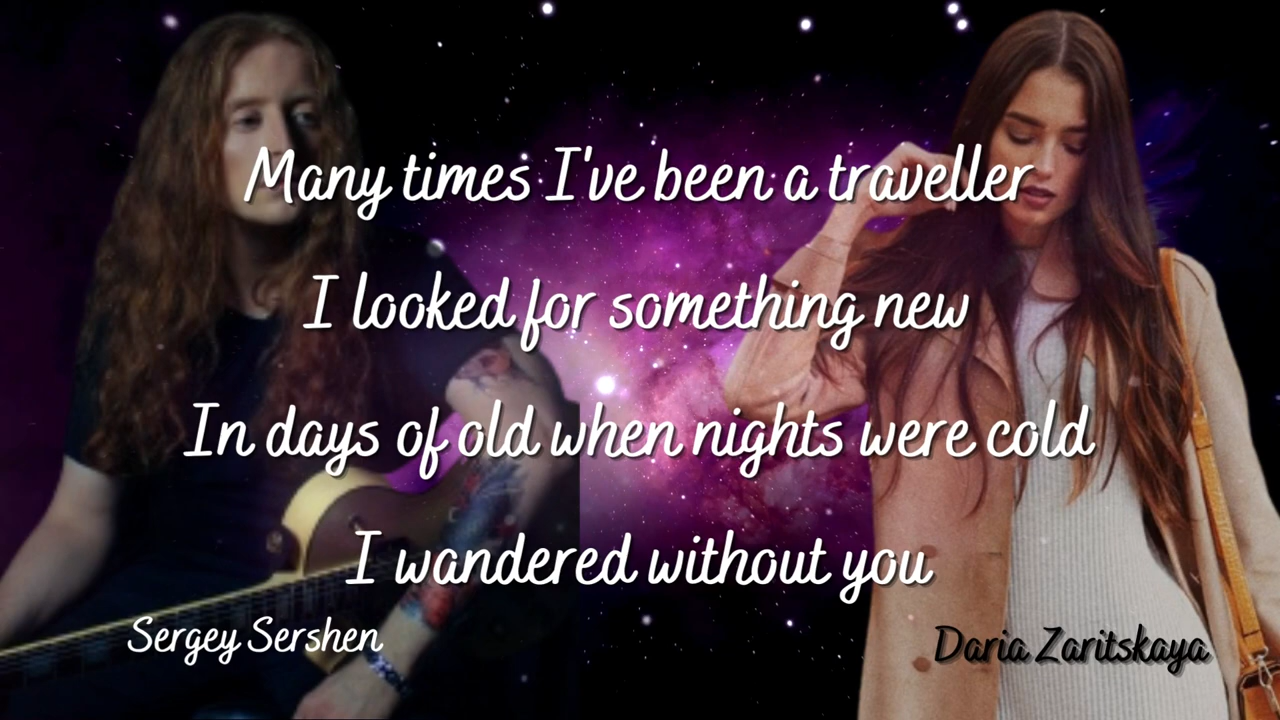 Many times I've been a traveller
I looked for something new
In days of old when nights were cold
I wandered without you
Sergey Sershen
Daria Zaritskaya